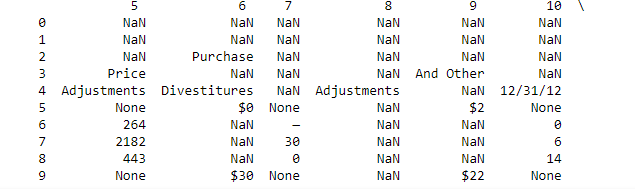 5 6 7 8 9 10 \
0 NaN NaN NaN NaN NaN NaN
1 NaN NaN NaN NaN NaN NaN
2 NaN Purchase NaN NaN NaN NaN
3 Price NaN NaN NaN And Other NaN
4 Adjustments Divestitures NaN Adjustments NaN 12/31/12
5 None $0 None NaN $2 None
6 264 NaN — NaN NaN 0
7 2182 NaN 30 NaN NaN 6
8 443 NaN 0 NaN NaN 14
9 None $30 None NaN $22 None